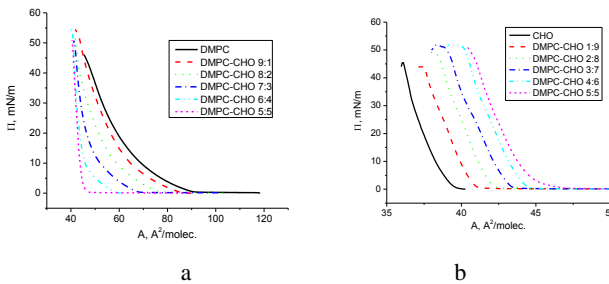 60
50
40
30
20
10
0
Π, mN/m
DMPC
DMPC-CHO 9:1
DMPC-CHO 8:2
DMPC-CHO 7:3
DMPC-CHO 6:4
DMPC-CHO 5:5
40 60 80 100 120
A, A²/molec.
a
60
50
40
30
20
10
0
Π, mN/m
CHO
DMPC-CHO 1:9
DMPC-CHO 2:8
DMPC-CHO 3:7
DMPC-CHO 4:6
DMPC-CHO 5:5
35 40 45 50
A, A²/molec.
b